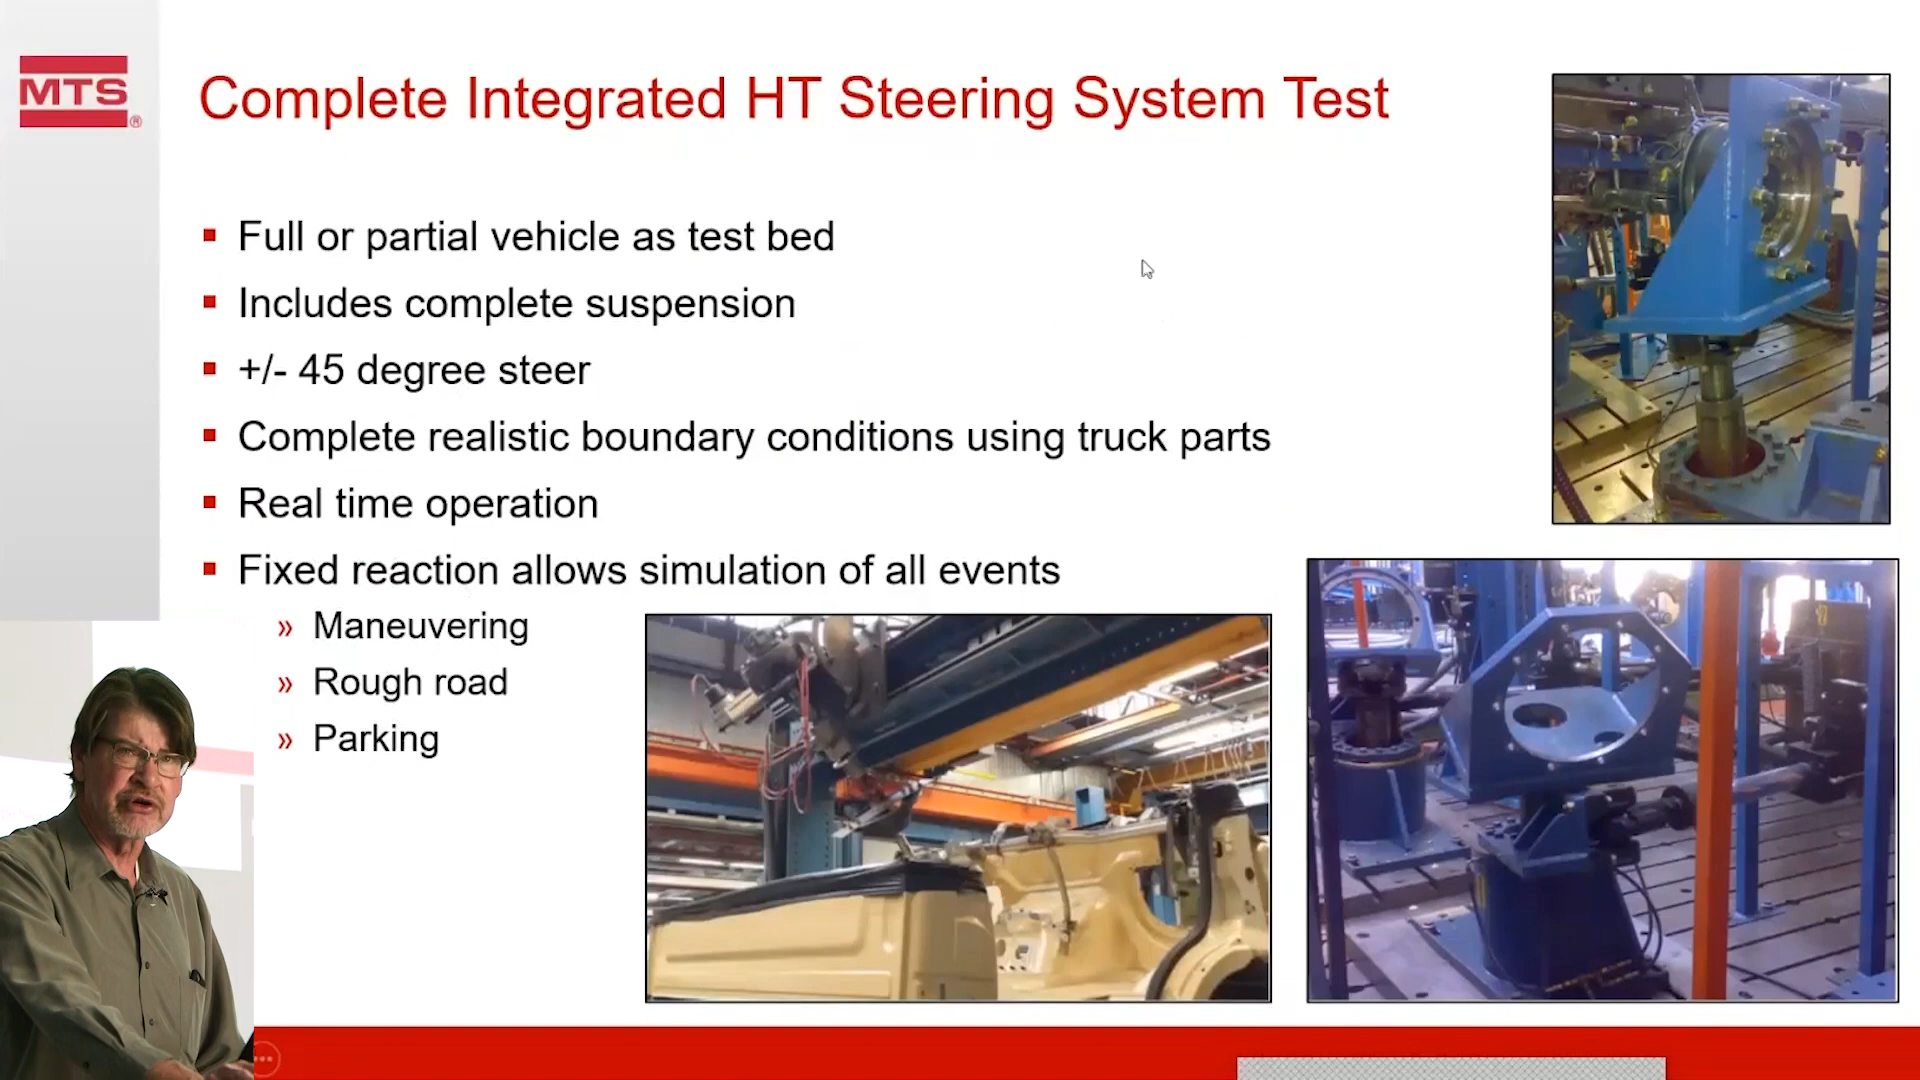 MTS
®
Complete Integrated HT Steering System Test
▪ Full or partial vehicle as test bed
▪ Includes complete suspension
▪ +/- 45 degree steer
▪ Complete realistic boundary conditions using truck parts
▪ Real time operation
▪ Fixed reaction allows simulation of all events
» Maneuvering
» Rough road
» Parking